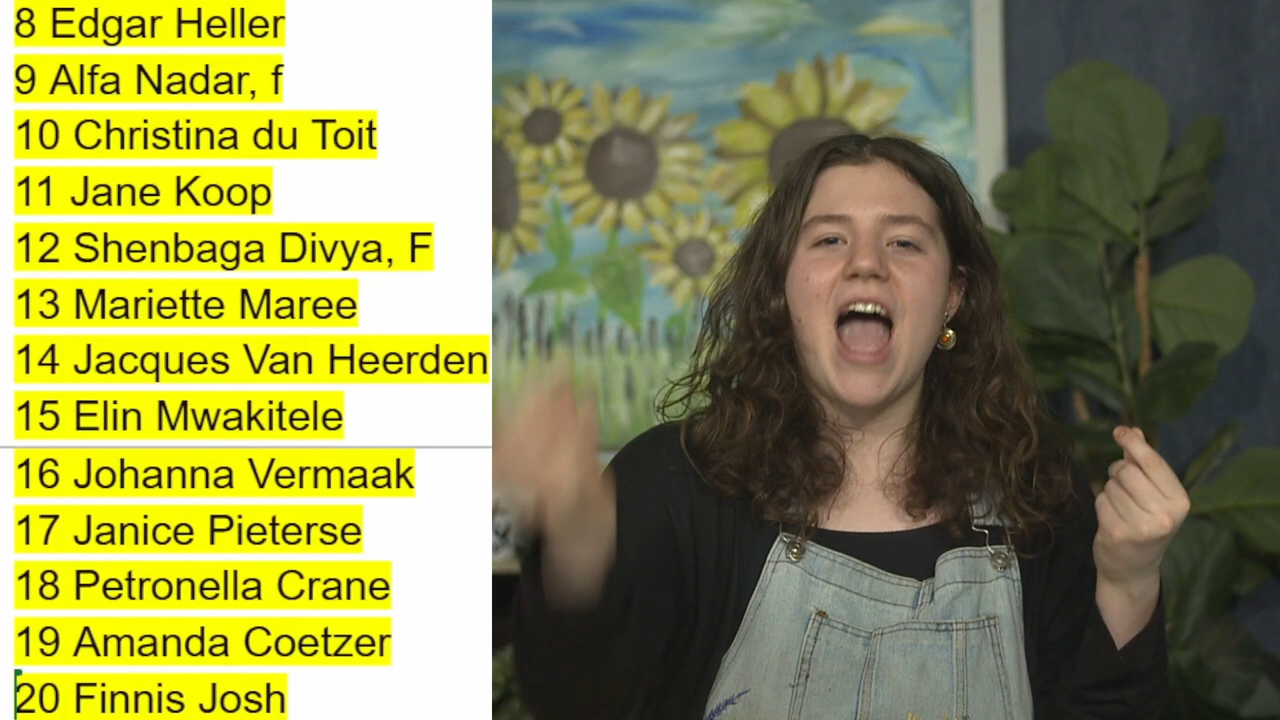 8 Edgar Heller
9 Alfa Nadar, f
10 Christina du Toit
11 Jane Koop
12 Shenbaga Divya, F
13 Mariette Maree
14 Jacques Van Heerden
15 Elin Mwakitele
16 Johanna Vermaak
17 Janice Pieterse
18 Petronella Crane
19 Amanda Coetzer
20 Finnis Josh